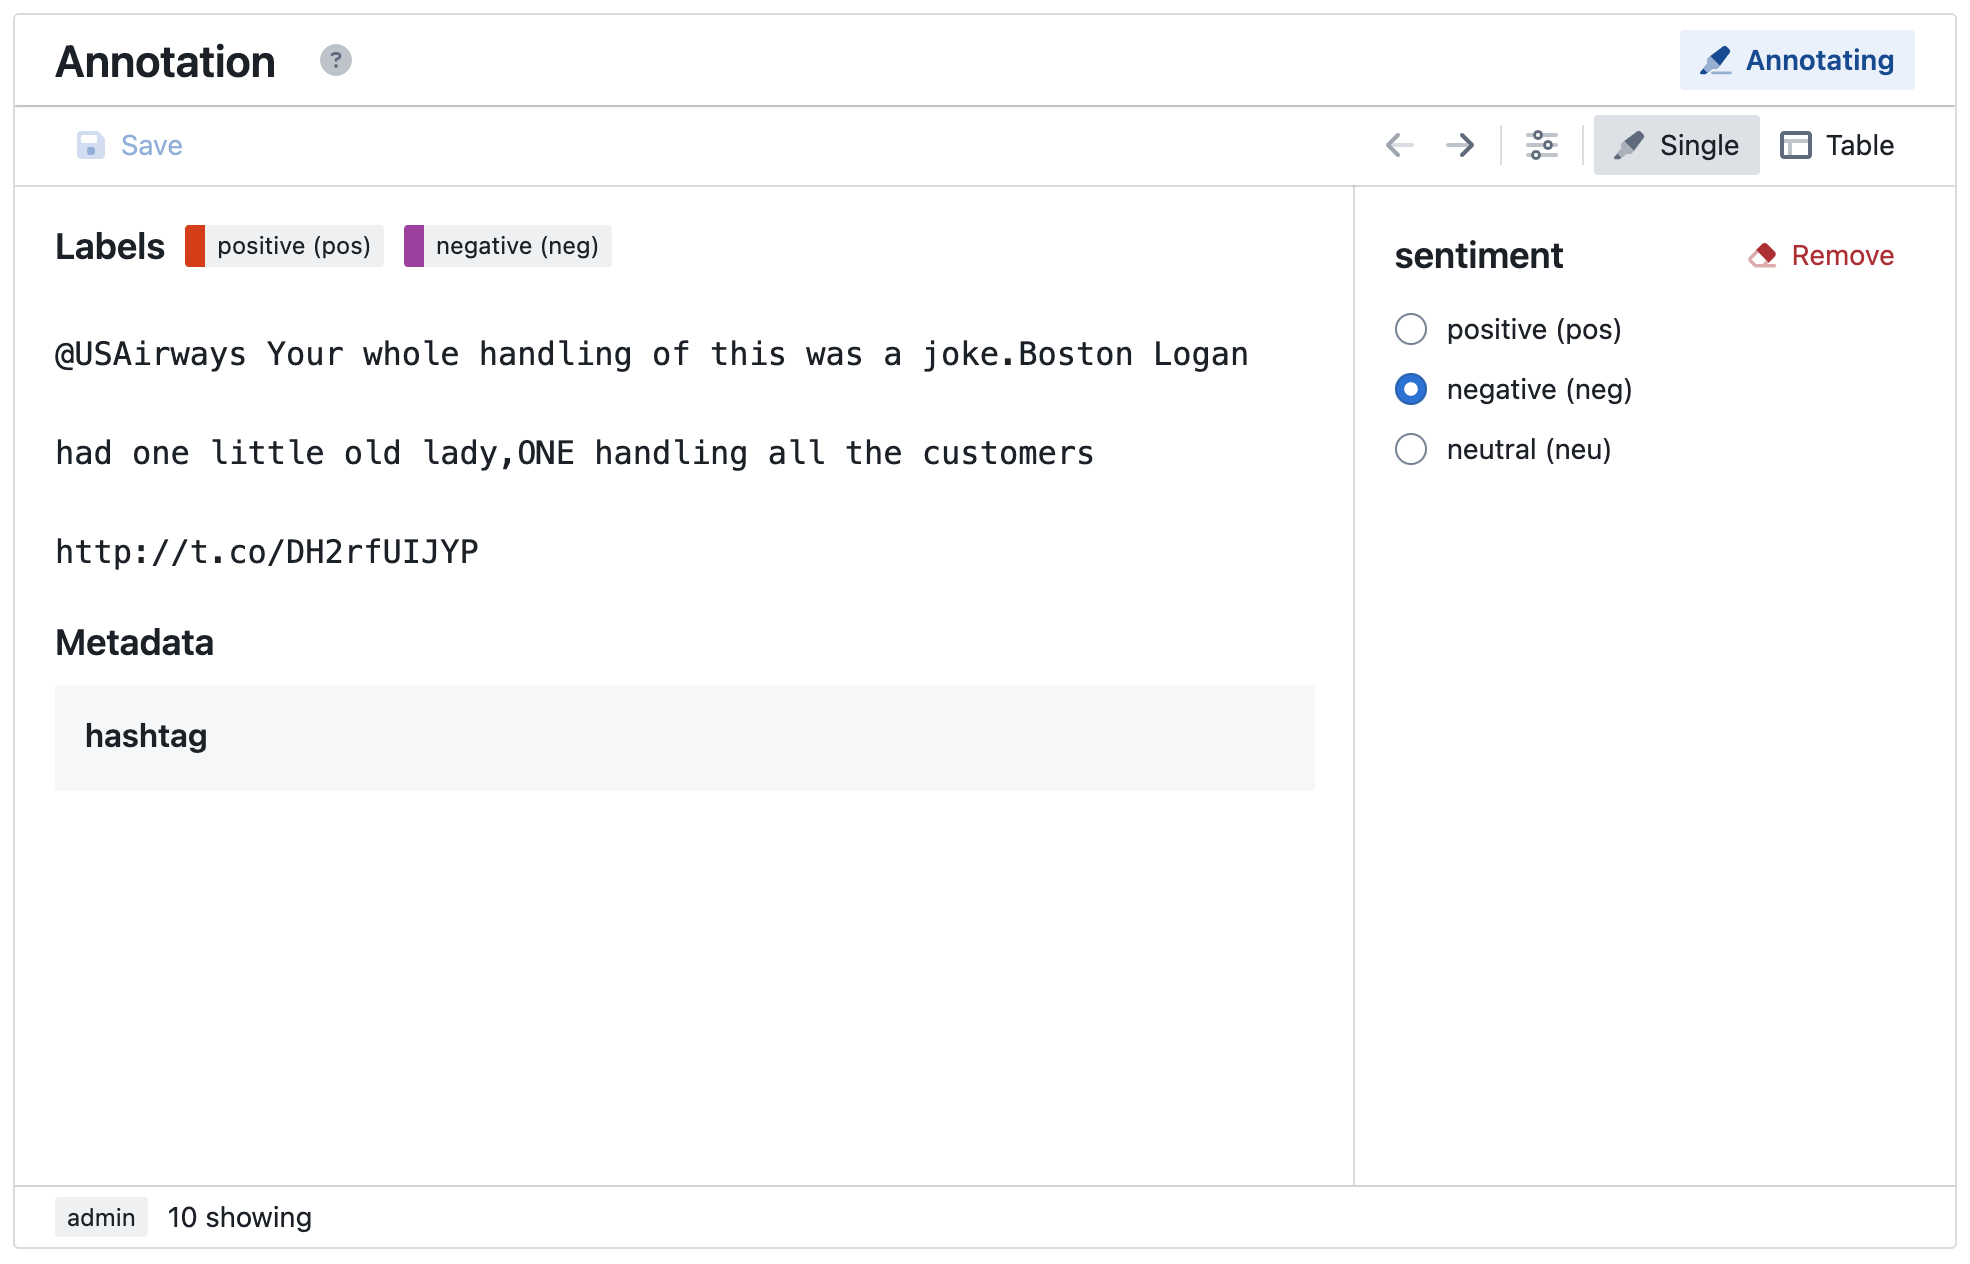 Annotation ?
Annotating
Save
Single
Table
Labels positive (pos) negative (neg)
@USAirways Your whole handling of this was a joke.Boston Logan
had one little old lady,ONE handling all the customers
http://t.co/DH2rfUIJYP
Metadata
hashtag
sentiment
Remove
positive (pos)
negative (neg)
neutral (neu)
admin 10 showing